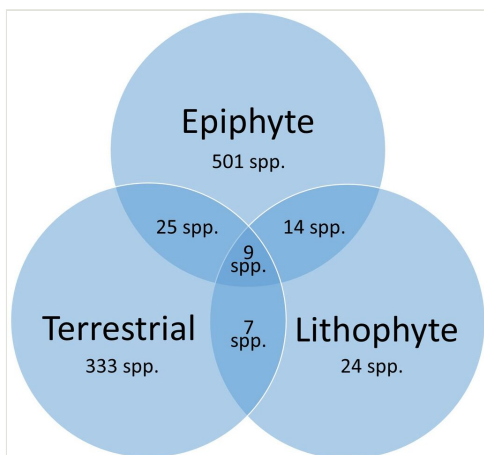 Epiphyte
501 spp.
25 spp.
14 spp.
9
spp.
Terrestrial
333 spp.
7
spp.
Lithophyte
24 spp.